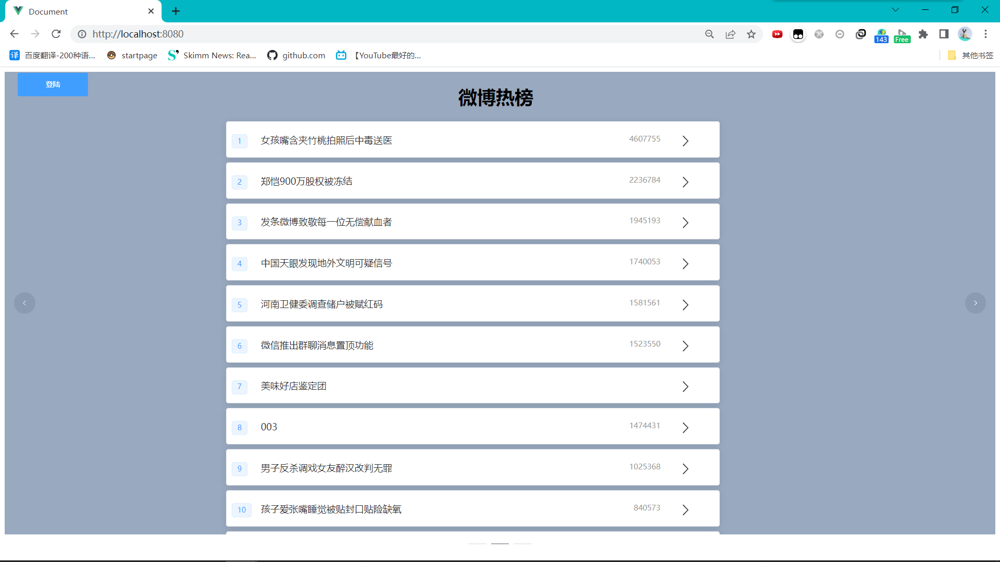 Document
http://localhost:8080
143
Free
译 百度翻译-200种语...
startpage
Skimm News: Rea...
github.com
【YouTube最好的...
其他书签
登陆
微博热榜
1 女孩嘴含夹竹桃拍照后中毒送医 4607755
2 郑恺900万股权被冻结 2236784
3 发条微博致敬每一位无偿献血者 1945193
4 中国天眼发现地外文明可疑信号 1740053
5 河南卫健委调查储户被赋红码 1581561
6 微信推出群聊消息置顶功能 1523550
7 美味好店鉴定团
8 003 1474431
9 男子反杀调戏女友醉汉改判无罪 1025368
10 孩子爱张嘴睡觉被贴封口贴险缺氧 840573